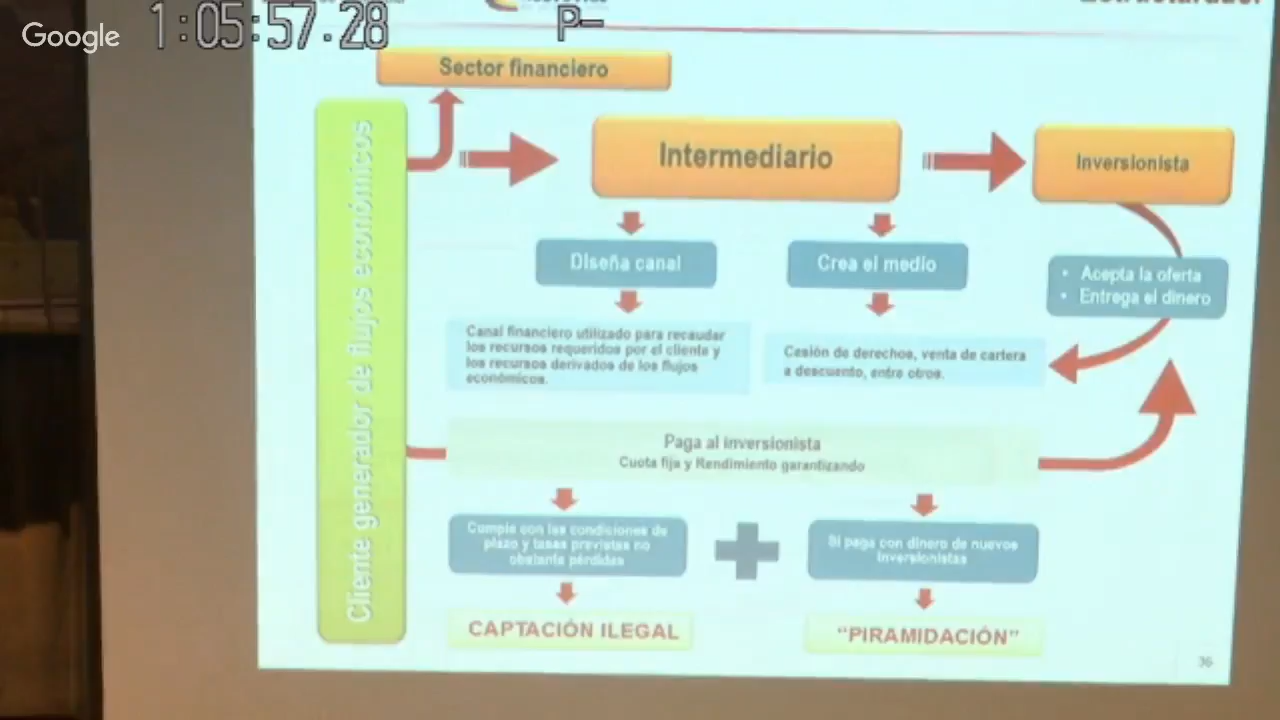 Google
1:05:57.28
P-
Sector financiero
Cliente generador de flujos económicos
Intermediario
Inversionista
Diseña canal
Crea el medio
• Acepta la oferta
• Entrega el dinero
Canal financiero utilizado para recaudar
los recursos requeridos por el cliente y
los recursos derivados de los flujos
económicos.
Cesión de derechos, venta de cartera
a descuento, entre otros.
Paga al inversionista
Cuota fija y Rendimiento garantizando
Cumple con las condiciones de
plazo y tasas previstas no
obstante pérdidas
Si paga con dinero de nuevos
inversionistas
CAPTACIÓN ILEGAL
“PIRAMIDACIÓN”
36